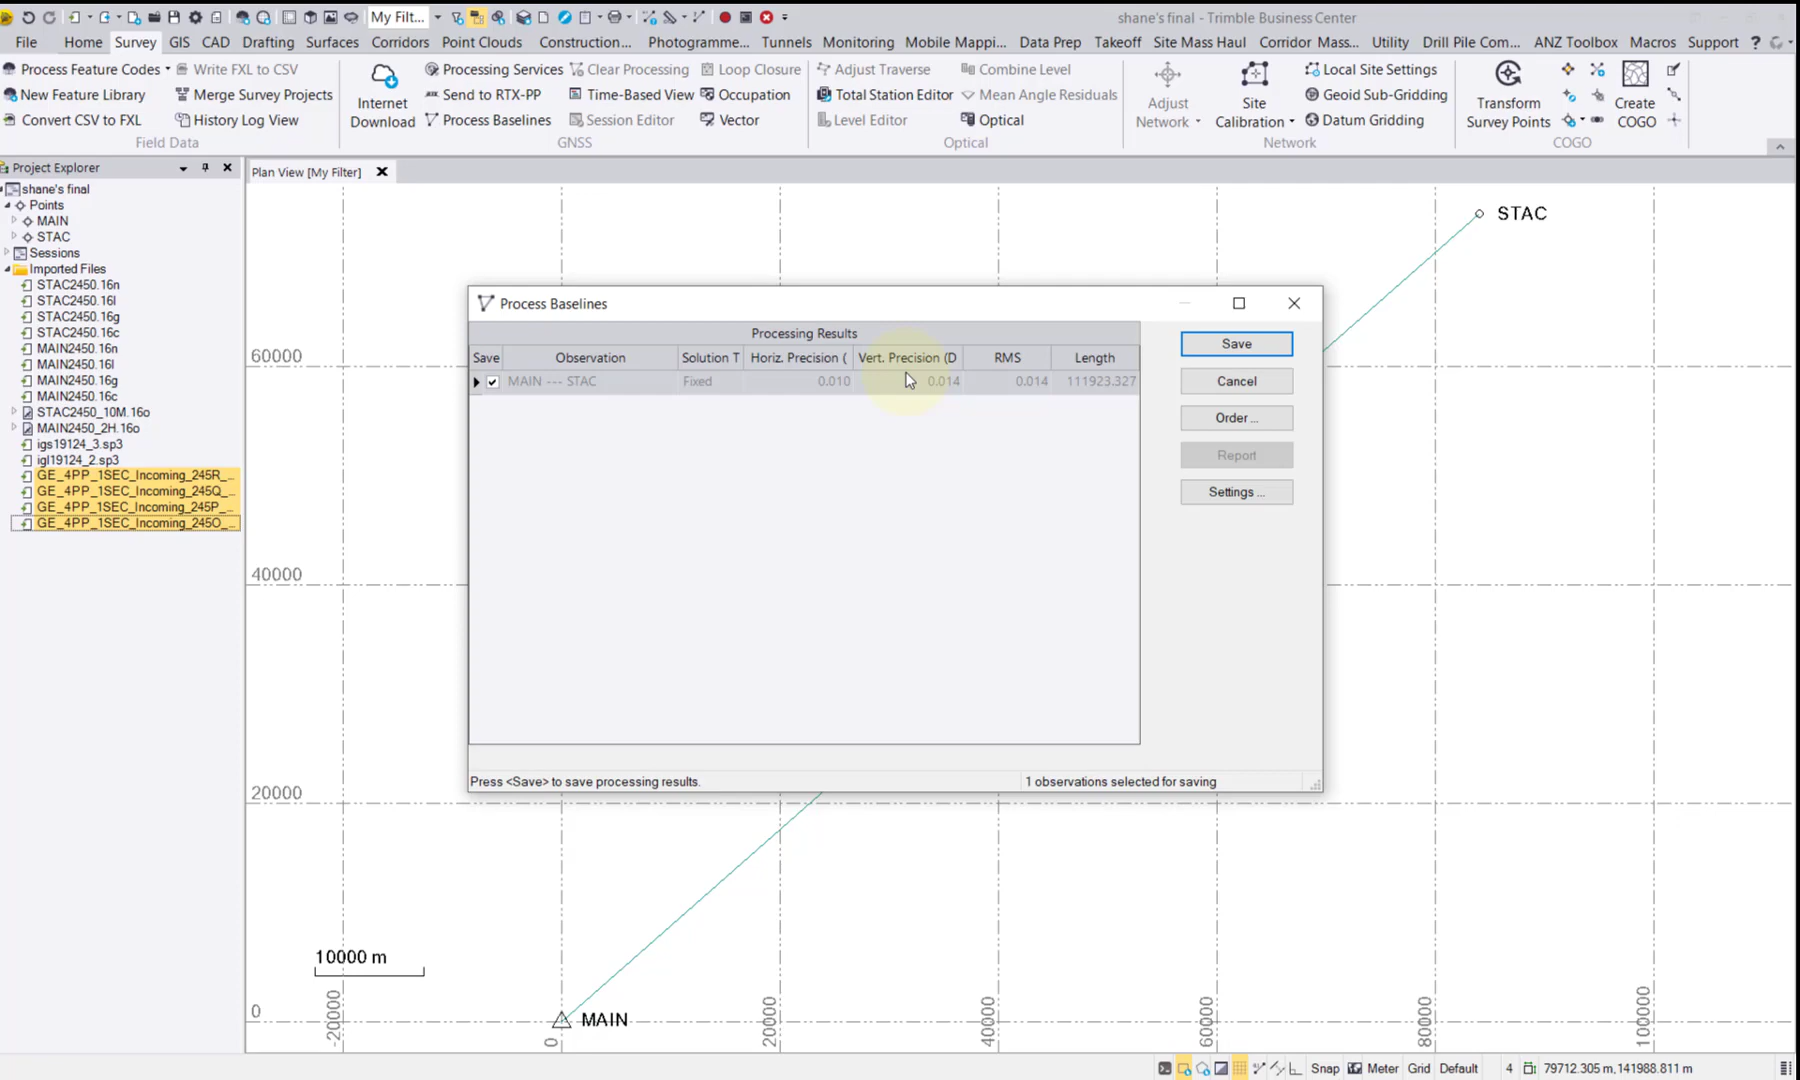 My Filt...
shane's final - Trimble Business Center
File Home Survey GIS CAD Drafting Surfaces Corridors Point Clouds Construction... Photogramme... Tunnels Monitoring Mobile Mappi... Data Prep Takeoff Site Mass Haul Corridor Mass... Utility Drill Pile Com... ANZ Toolbox Macros Support ?
Process Feature Codes
Write FXL to CSV
New Feature Library
Merge Survey Projects
Convert CSV to FXL
History Log View
Field Data
Internet
Download
Processing Services
Clear Processing
Loop Closure
Send to RTX-PP
Time-Based View
Occupation
Process Baselines
Session Editor
Vector
GNSS
Adjust Traverse
Combine Level
Total Station Editor
Mean Angle Residuals
Level Editor
Optical
Optical
Adjust
Network
Site
Calibration
Local Site Settings
Geoid Sub-Gridding
Datum Gridding
Network
Transform
Survey Points
Create
COGO
COGO
Project Explorer
shane's final
Points
MAIN
STAC
Sessions
Imported Files
STAC2450.16n
STAC2450.16l
STAC2450.16g
STAC2450.16c
MAIN2450.16n
MAIN2450.16l
MAIN2450.16g
MAIN2450.16c
STAC2450_10M.16o
MAIN2450_2H.16o
igs19124_3.sp3
igl19124_2.sp3
GE_4PP_1SEC_Incoming_245R_...
GE_4PP_1SEC_Incoming_245Q_...
GE_4PP_1SEC_Incoming_245P_...
GE_4PP_1SEC_Incoming_245O_...
Plan View [My Filter]
STAC
60000
40000
20000
0
10000 m
MAIN
-20000 0 20000 40000 60000 80000 100000
Process Baselines
Processing Results
Save Observation Solution T Horiz. Precision ( Vert. Precision (D RMS Length
MAIN --- STAC Fixed 0.010 0.014 0.014 111923.327
Save
Cancel
Order ...
Report
Settings ...
Press <Save> to save processing results.
1 observations selected for saving
Snap Meter Grid Default 4 79712.305 m,141988.811 m